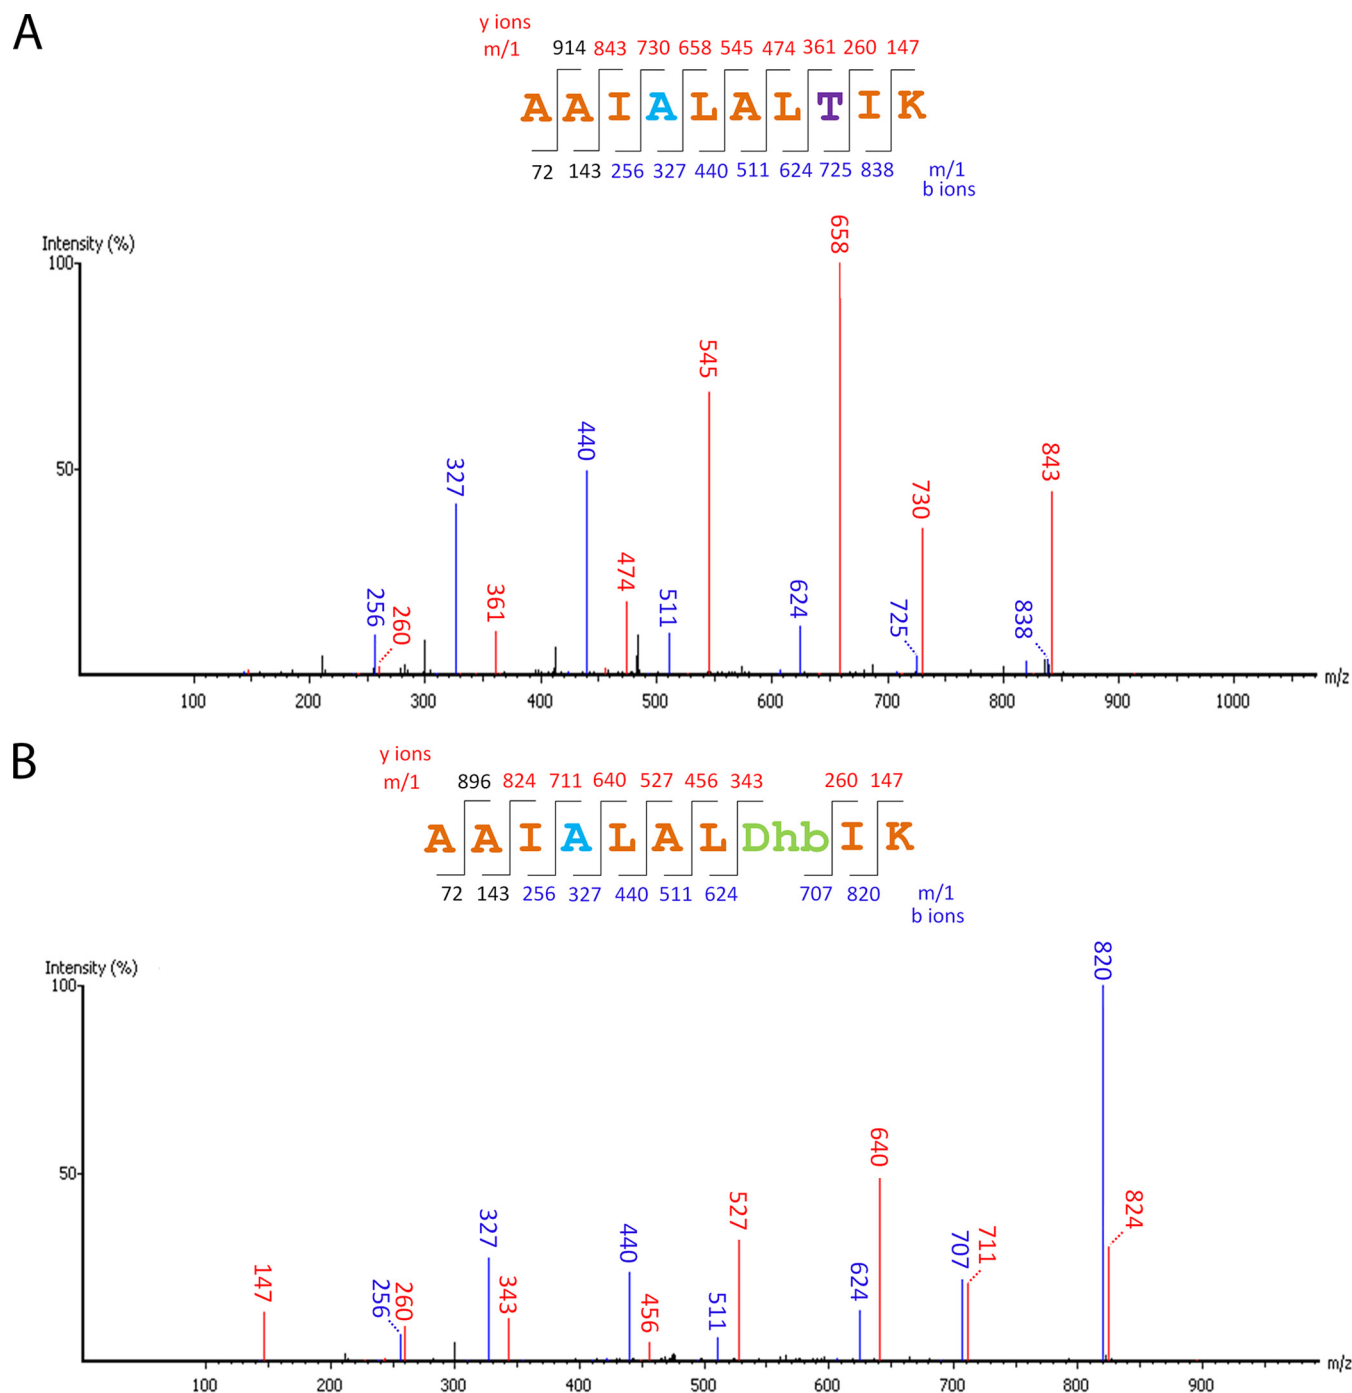 A
y ions
m/1 914 843 730 658 545 474 361 260 147
A A I A L A L T I K
72 143 256 327 440 511 624 725 838 m/1
b ions
Intensity (%)
100
50
256 260 327 361 440 474 511 545 624 658 725 730 838 843
100 200 300 400 500 600 700 800 900 1000 m/z
B
y ions
m/1 896 824 711 640 527 456 343 260 147
A A I A L A L Dhb I K
72 143 256 327 440 511 624 707 820 m/1
b ions
Intensity (%)
100
50
147 256 260 327 343 440 456 511 527 624 640 707 711 820 824
100 200 300 400 500 600 700 800 900 m/z